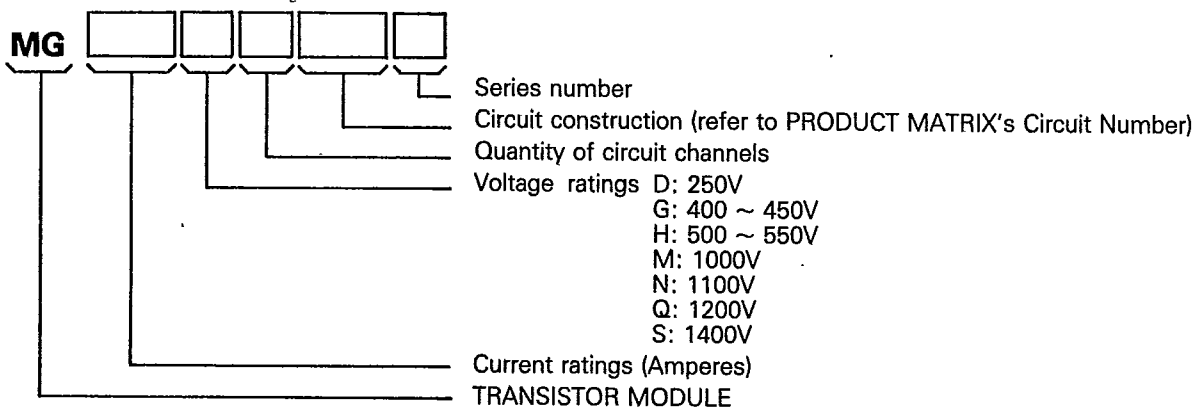 MG
Series number
Circuit construction (refer to PRODUCT MATRIX's Circuit Number)
Quantity of circuit channels
Voltage ratings D: 250V
G: 400 ~ 450V
H: 500 ~ 550V
M: 1000V
N: 1100V
Q: 1200V
S: 1400V
Current ratings (Amperes)
TRANSISTOR MODULE